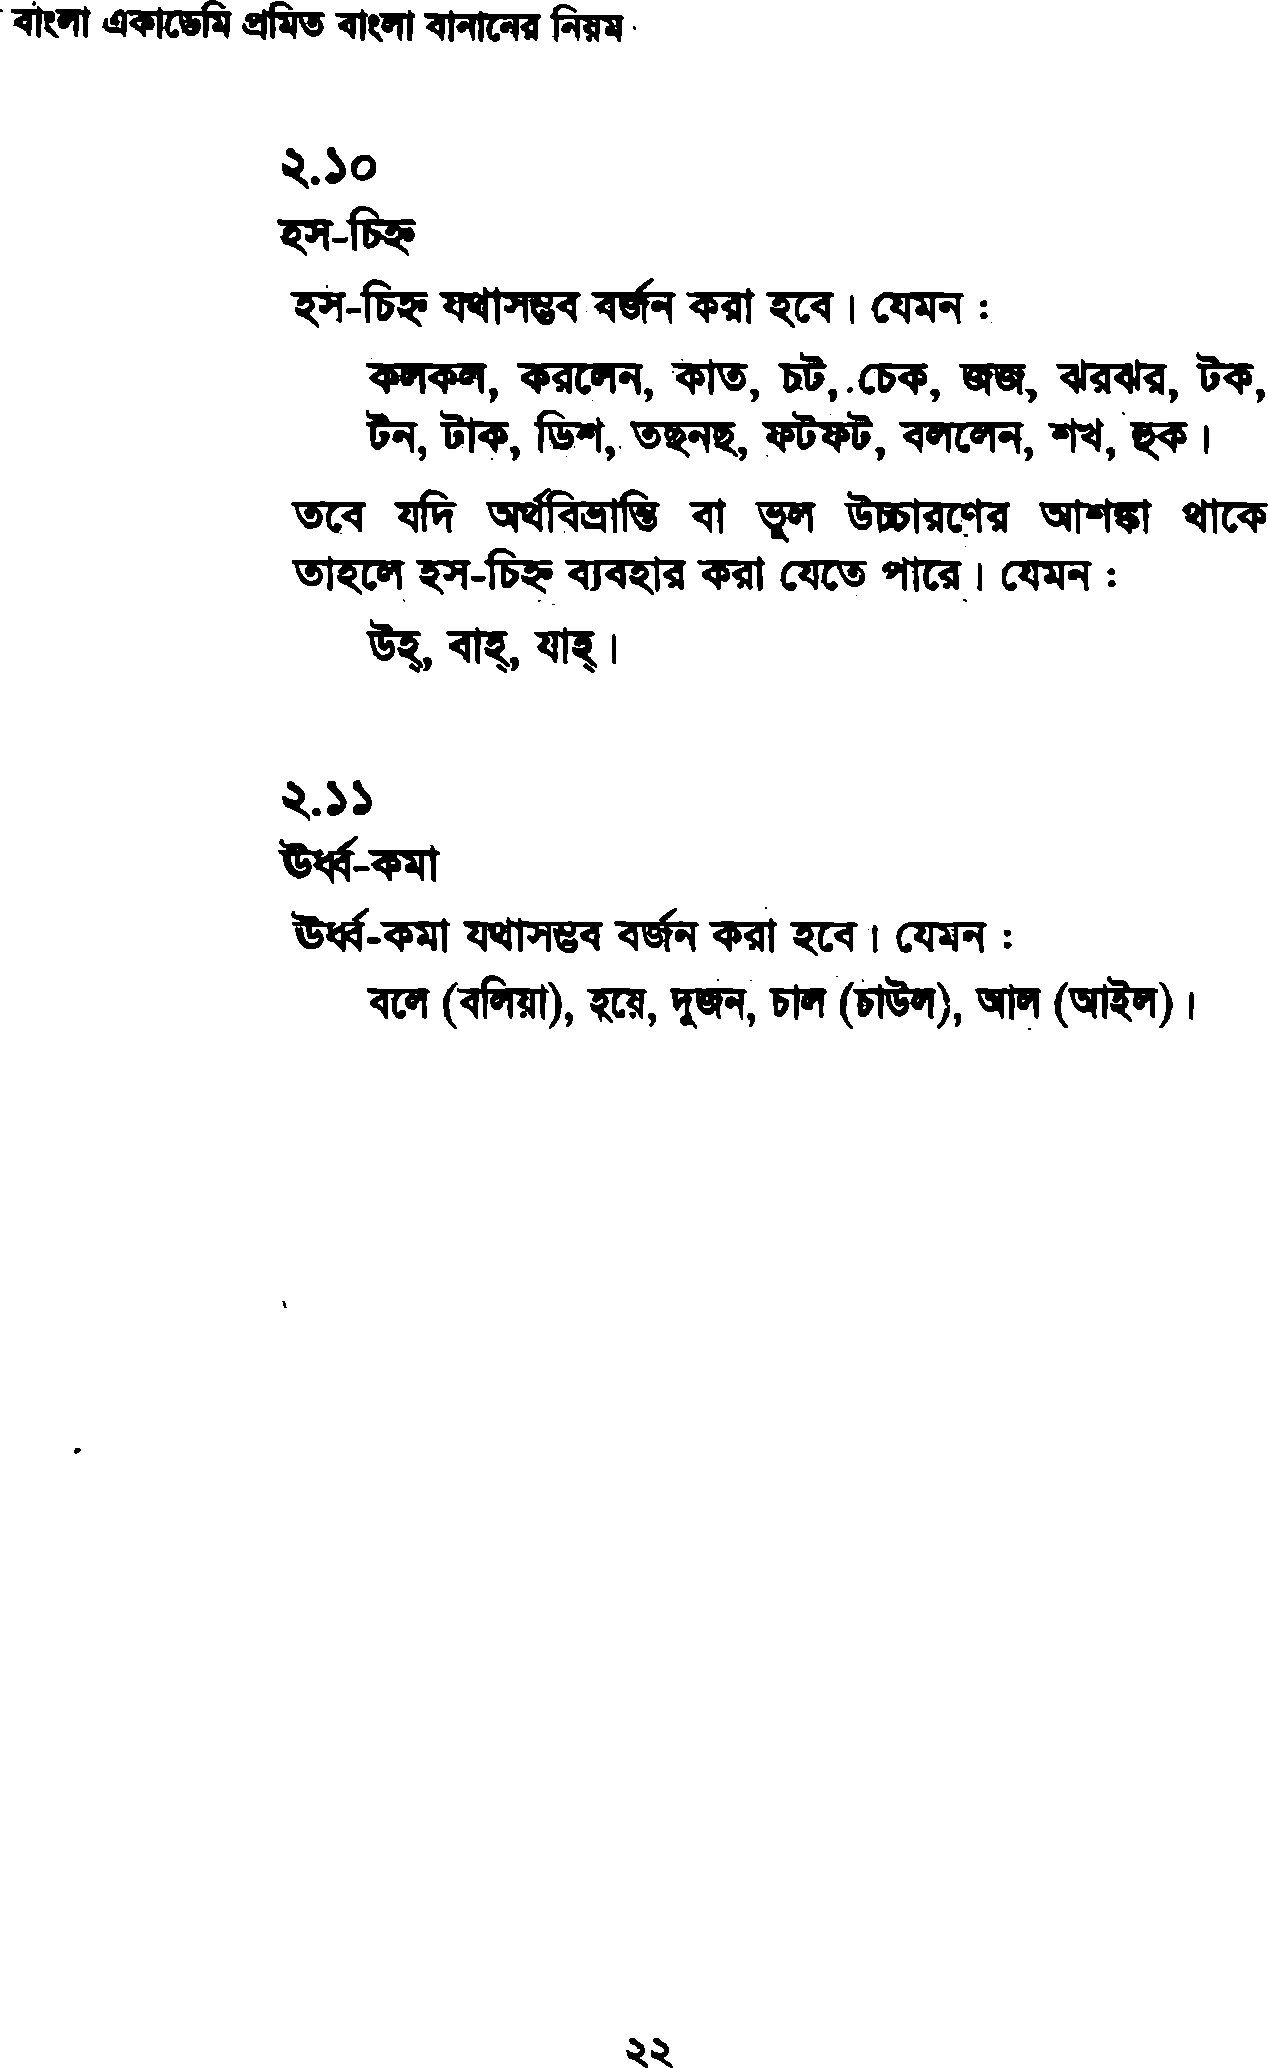 বাংলা একাডেমি প্রমিত বাংলা বানানের নিয়ম
২.১০
হস-চিহ্ন
হস-চিহ্ন যথাসম্ভব বর্জন করা হবে। যেমন :
কলকল, করলেন, কাত, চট, চেক, জজ, ঝরঝর, টক,
টন, টাক, ডিশ, তছনছ, ফটফট, বললেন, শখ, হুক।
তবে যদি অর্থবিভ্রান্তি বা ভুল উচ্চারণের আশঙ্কা থাকে
তাহলে হস-চিহ্ন ব্যবহার করা যেতে পারে। যেমন :
উহ্, বাহ্, যাহ্।
২.১১
ঊর্ধ্ব-কমা
ঊর্ধ্ব-কমা যথাসম্ভব বর্জন করা হবে। যেমন :
বলে (বলিয়া), হয়ে, দুজন, চাল (চাউল), আল (আইল)।
২২